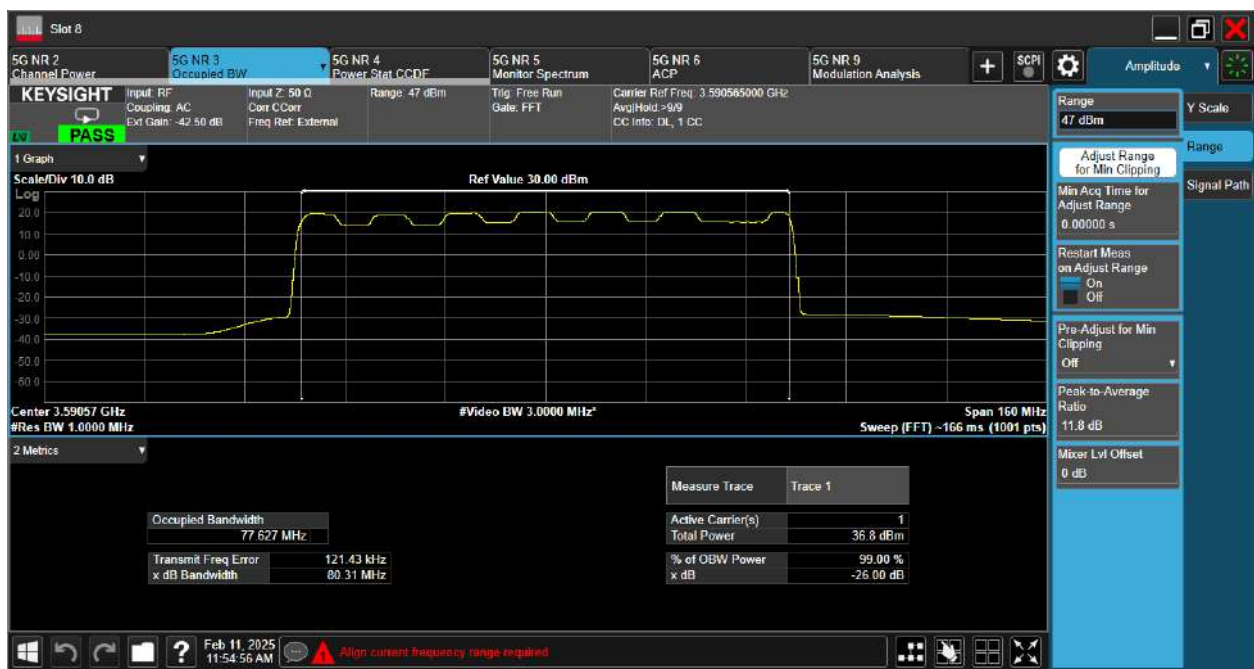 Slot 8
5G NR 2
Channel Power
5G NR 3
Occupied BW
5G NR 4
Power Stat CCDF
5G NR 5
Monitor Spectrum
5G NR 6
ACP
5G NR 9
Modulation Analysis
+
SCPI
Amplitude
KEYSIGHT
LXI
PASS
Input: RF
Coupling: AC
Ext Gain: -42.50 dB
Input Z: 50 Ω
Corr CCorr
Freq Ref: External
Range: 47 dBm
Trig: Free Run
Gate: FFT
Carrier Ref Freq: 3.590565000 GHz
Avg|Hold:>9/9
CC Info: DL, 1 CC
1 Graph
Scale/Div 10.0 dB
Ref Value 30.00 dBm
Log
20.0
10.0
0.00
-10.0
-20.0
-30.0
-40.0
-50.0
-60.0
Center 3.59057 GHz
#Video BW 3.0000 MHz*
Span 160 MHz
#Res BW 1.0000 MHz
Sweep (FFT) ~166 ms (1001 pts)
2 Metrics
Measure Trace Trace 1
Occupied Bandwidth
77.627 MHz
Active Carrier(s) 1
Total Power 36.8 dBm
Transmit Freq Error 121.43 kHz
x dB Bandwidth 80.31 MHz
% of OBW Power 99.00 %
x dB -26.00 dB
Range
47 dBm
Adjust Range
for Min Clipping
Min Acq Time for
Adjust Range
0.00000 s
Restart Meas
on Adjust Range
On
Off
Pre-Adjust for Min
Clipping
Off
Peak-to-Average
Ratio
11.8 dB
Mixer Lvl Offset
0 dB
Y Scale
Range
Signal Path
?
Feb 11, 2025
11:54:56 AM
Align current frequency range required